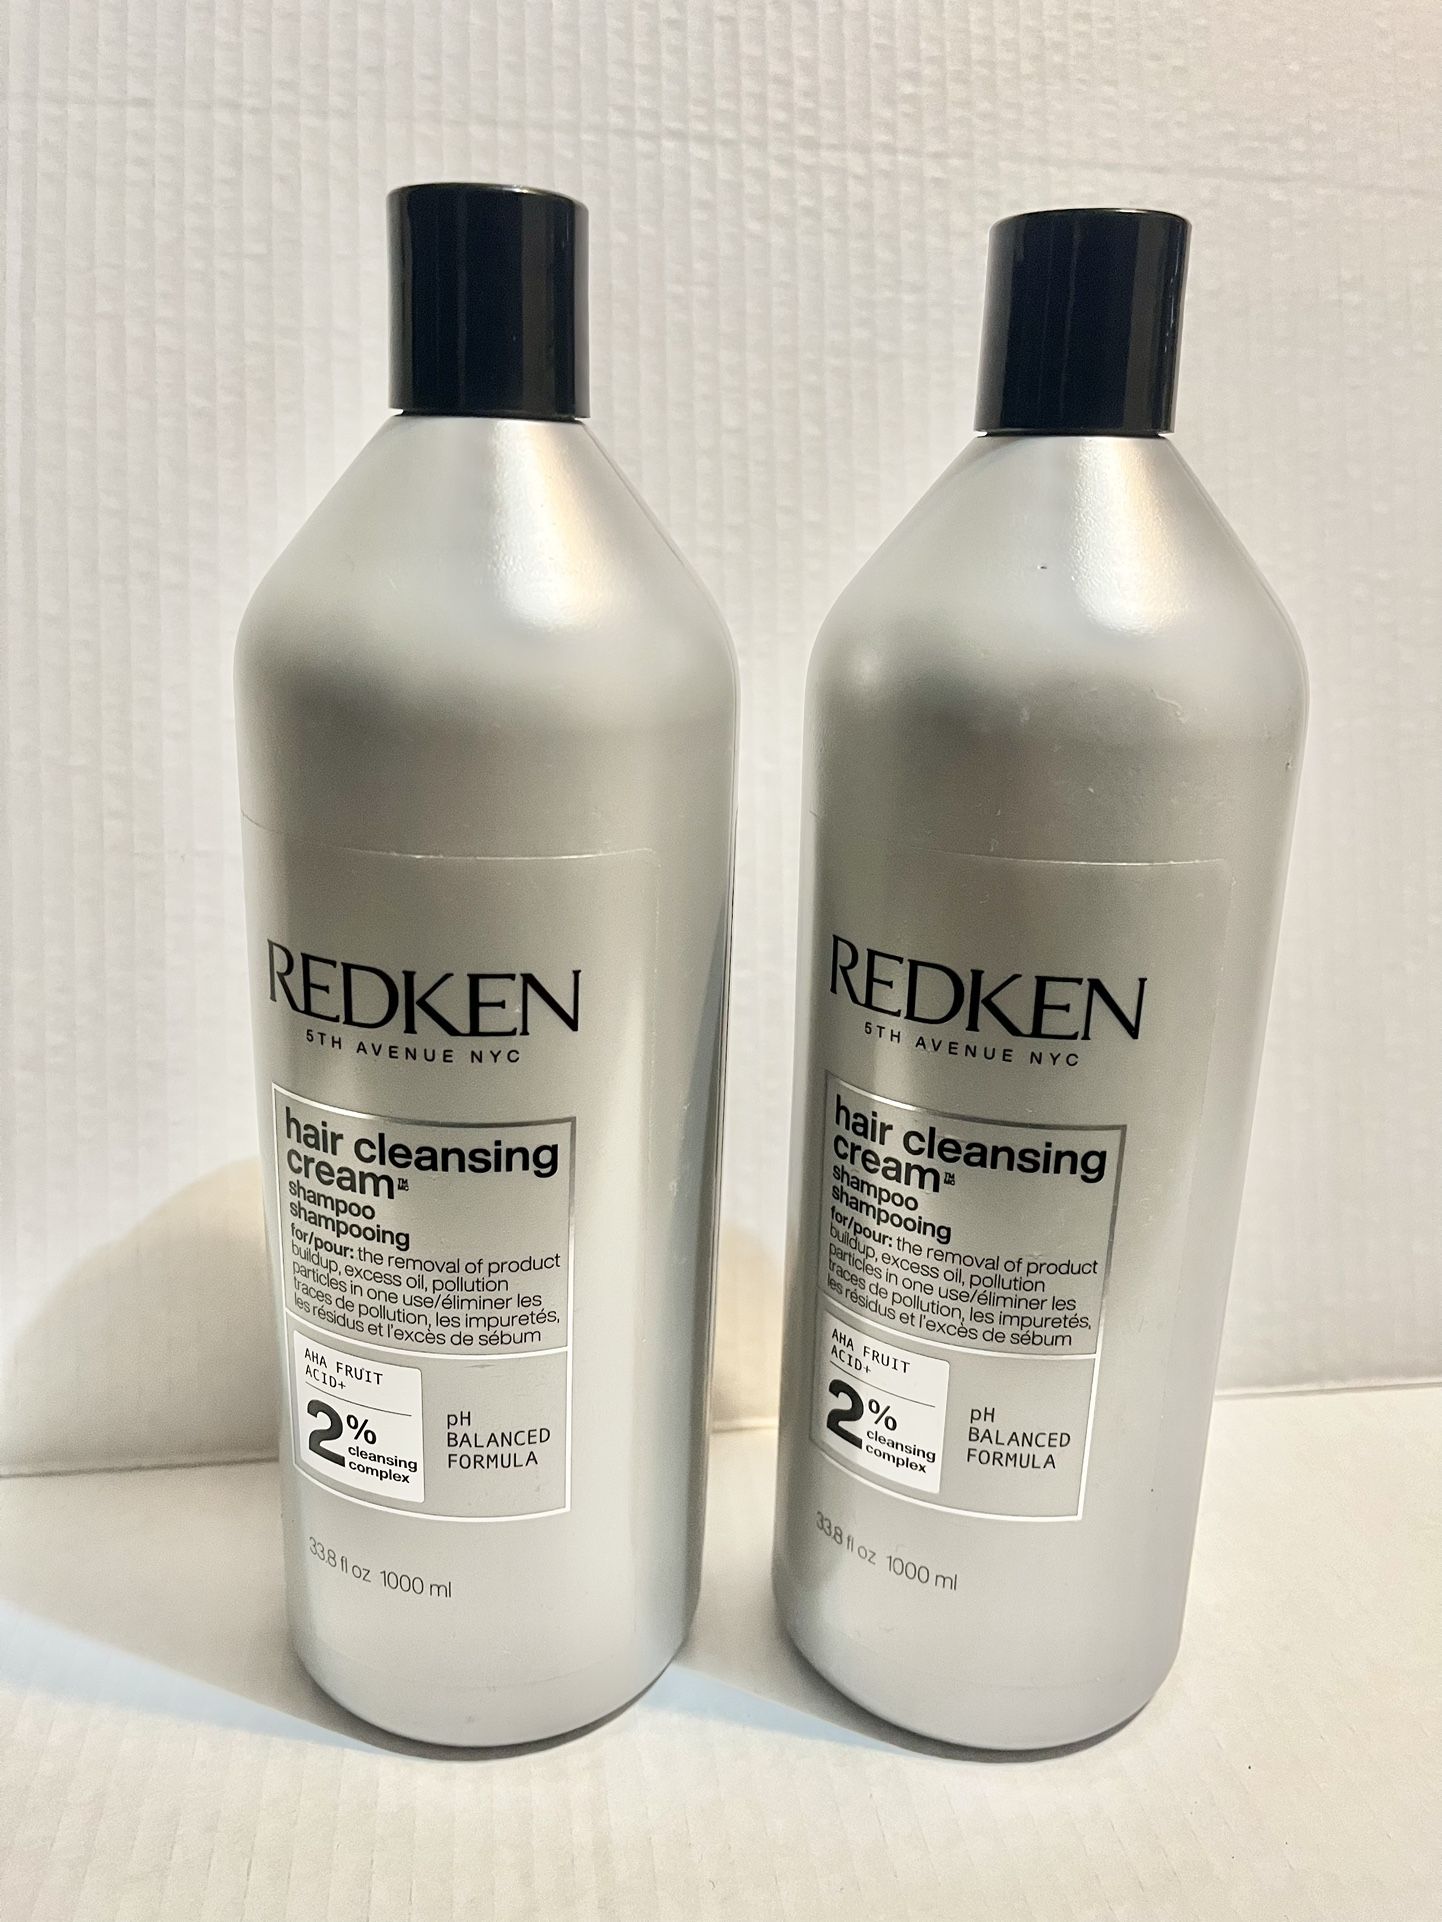 REDKEN
5TH AVENUE NYC
hair cleansing
cream™
shampoo
shampooing
for/pour: the removal of product
buildup, excess oil, pollution
particles in one use/éliminer les
traces de pollution, les impuretés,
les résidus et l'excès de sébum
AHA FRUIT
ACID+
2%
cleansing
complex
pH
BALANCED
FORMULA
33.8 fl oz 1000 ml
REDKEN
5TH AVENUE NYC
hair cleansing
cream™
shampoo
shampooing
for/pour: the removal of product
buildup, excess oil, pollution
particles in one use/éliminer les
traces de pollution, les impuretés,
les résidus et l'excès de sébum
AHA FRUIT
ACID+
2%
cleansing
complex
pH
BALANCED
FORMULA
33.8 fl oz 1000 ml